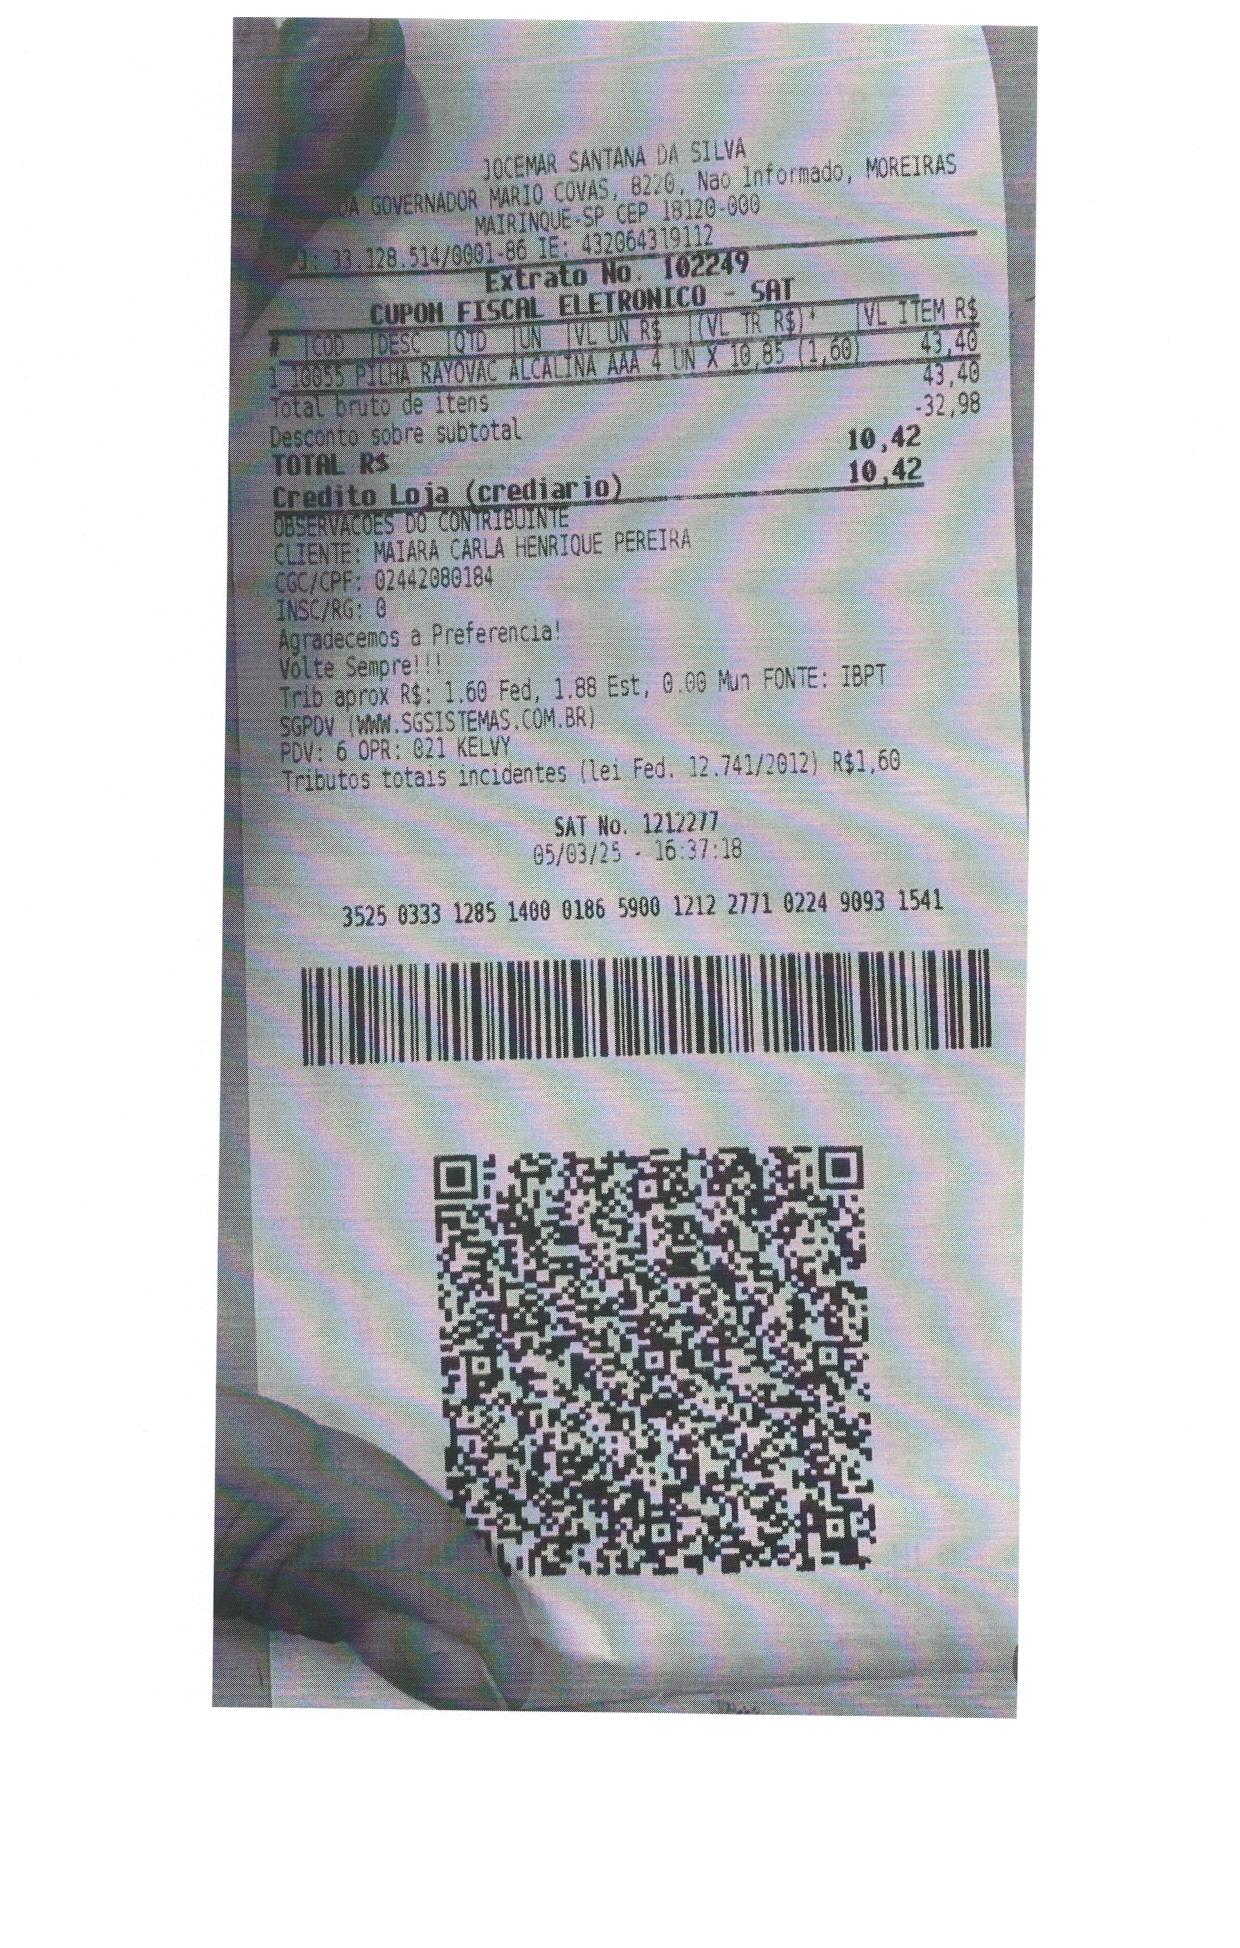 JOCEMAR SANTANA DA SILVA
GOVERNADOR MARIO COVAS, 8220, Nao Informado, MOREIRAS
MAIRINQUE-SP CEP 18120-000
33.128.514/0001-86 IE: 432064319112
Extrato No. 102249
CUPOM FISCAL ELETRONICO - SAT
# |COD |DESC |QTD |UN |VL UN R$ |(VL TR R$)* |VL ITEM R$
1 10055 PILHA RAYOVAC ALCALINA AAA 4 UN X 10,85 (1,60) 43,40
Total bruto de itens 43,40
Desconto sobre subtotal -32,98
TOTAL R$ 10,42
Credito Loja (crediario) 10,42
OBSERVACOES DO CONTRIBUINTE
CLIENTE: MAIARA CARLA HENRIQUE PEREIRA
CGC/CPF: 02442080184
INSC/RG: 0
Agradecemos a Preferencia!
Volte Sempre!!!
Trib aprox R$: 1.60 Fed, 1.88 Est, 0.00 Mun FONTE: IBPT
SGPDV (WWW.SGSISTEMAS.COM.BR)
PDV: 6 OPR: 021 KELVY
Tributos totais incidentes (lei Fed. 12.741/2012) R$1,60
SAT No. 1212277
05/03/25 - 16:37:18
3525 0333 1285 1400 0186 5900 1212 2771 0224 9093 1541